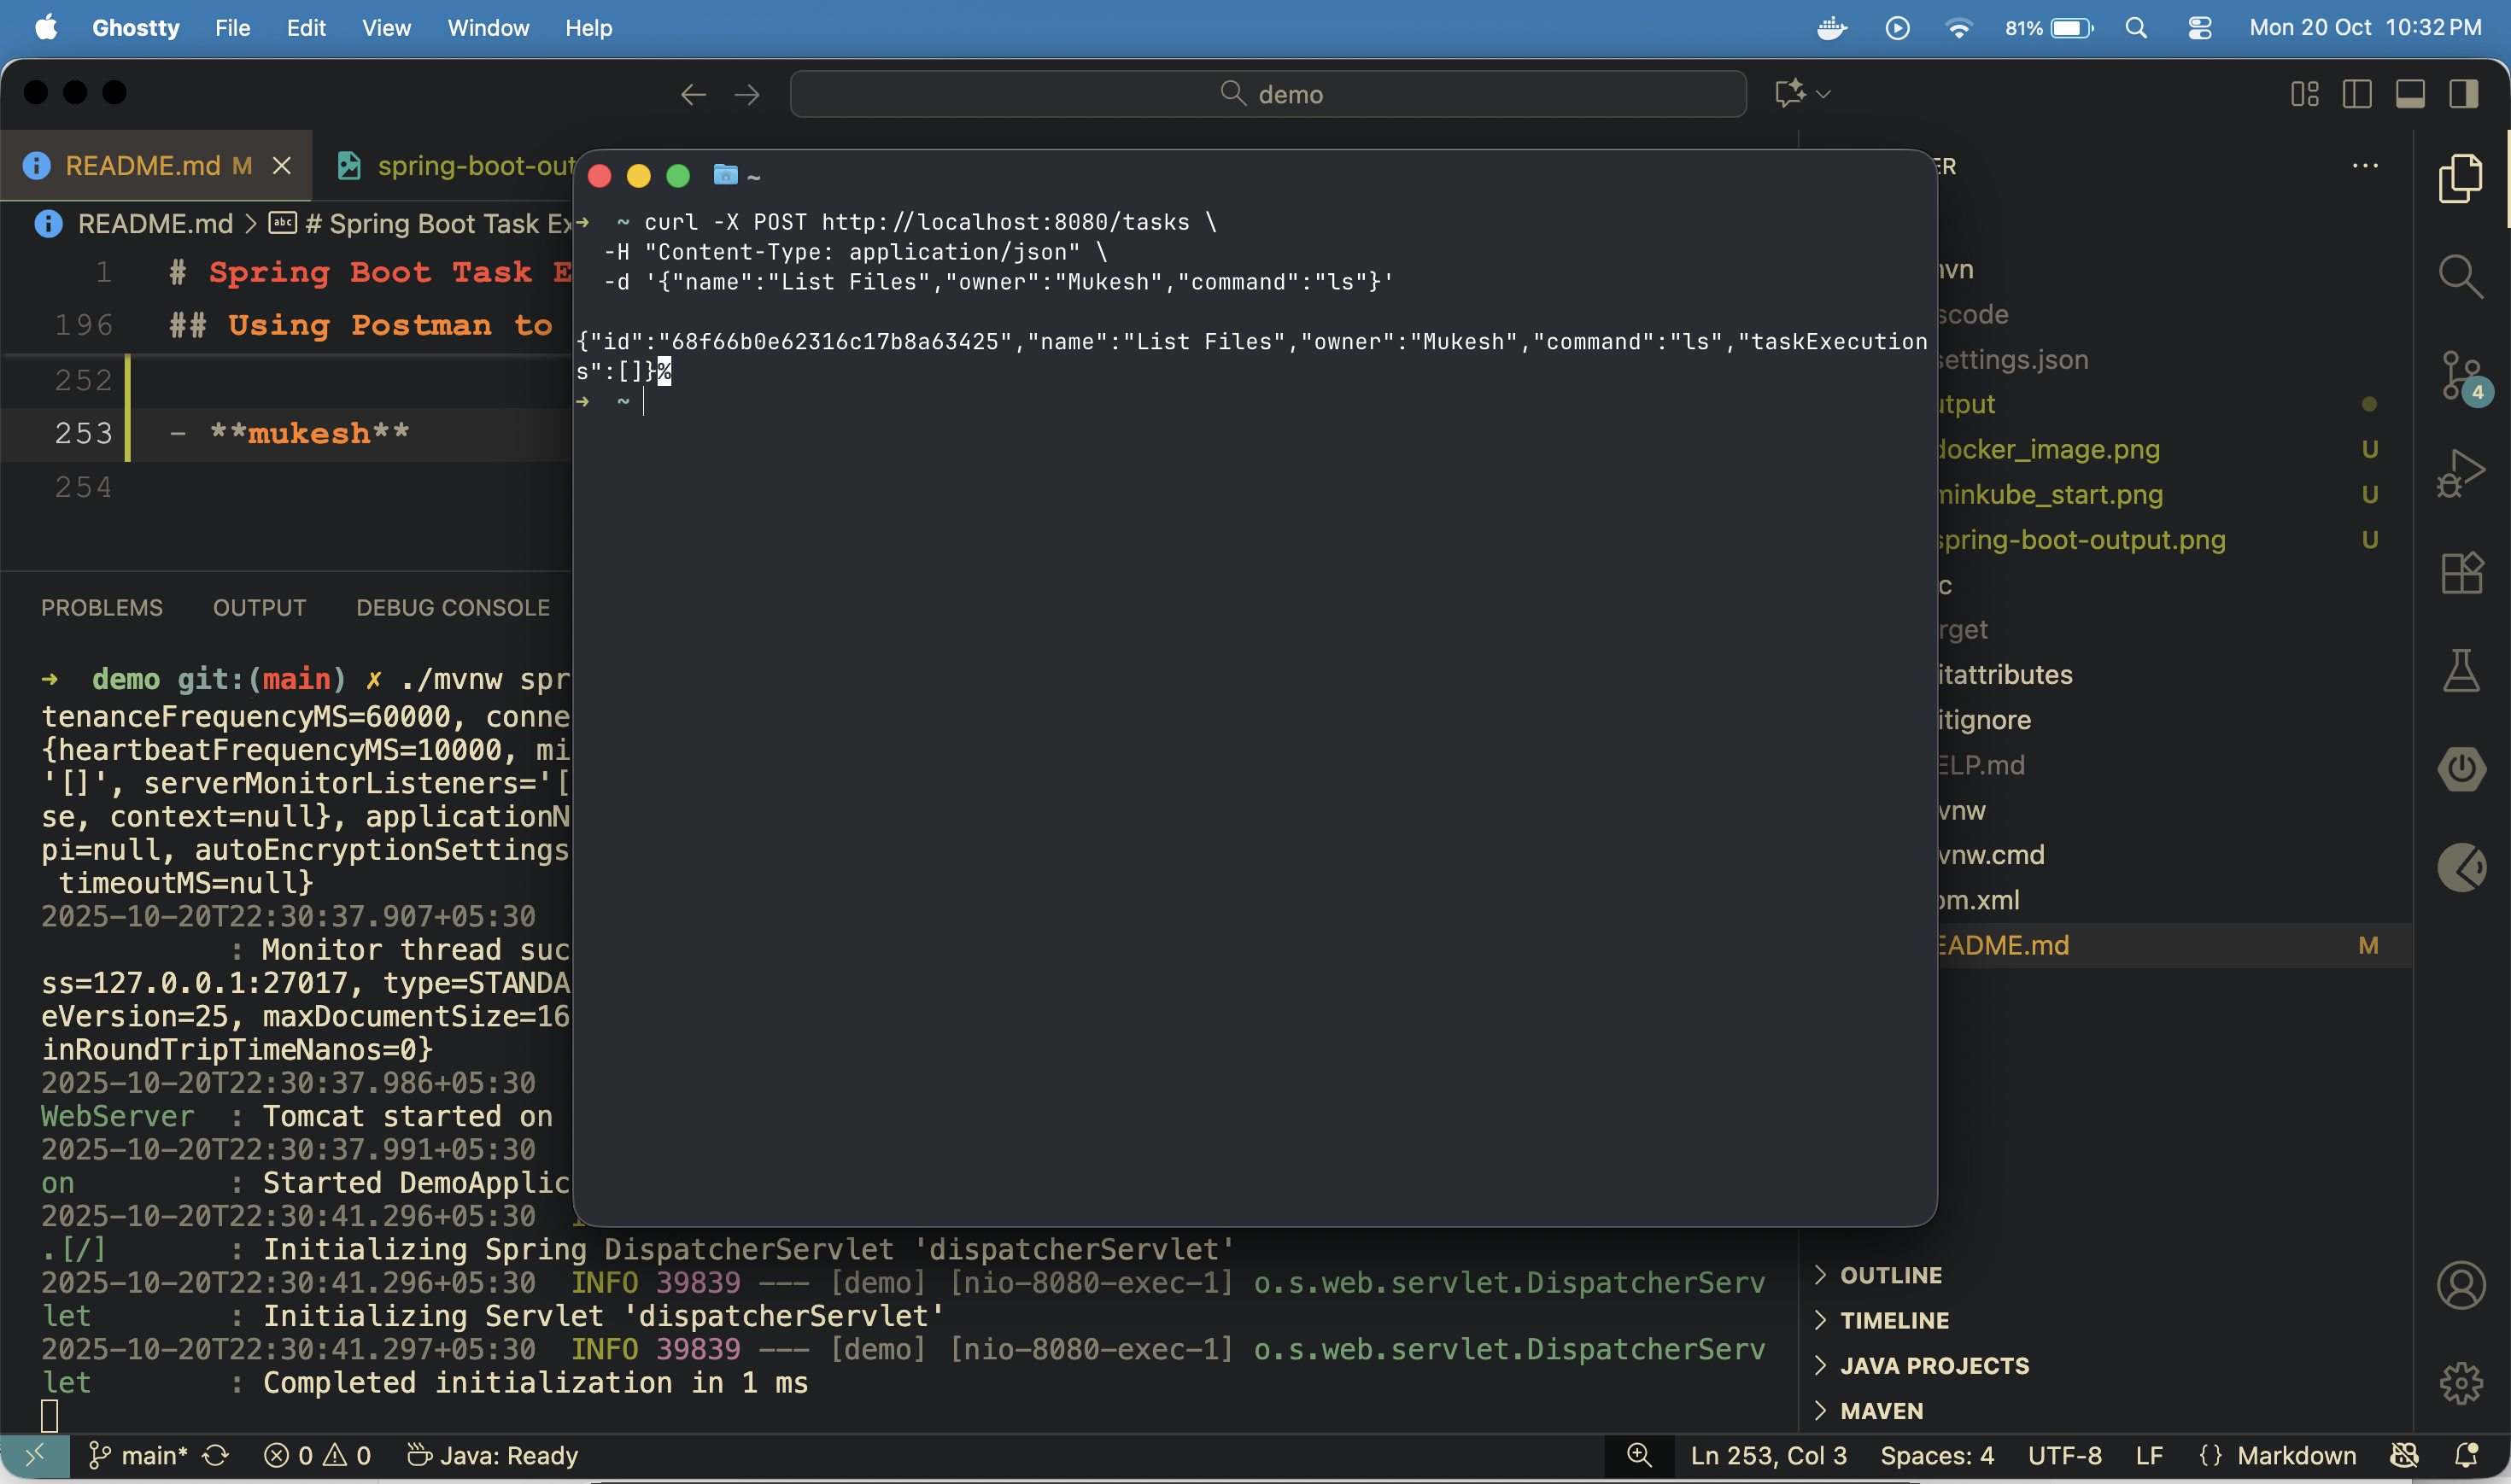 Ghostty File Edit View Window Help 81% Mon 20 Oct 10:32 PM
demo
README.md M
spring-boot-out
README.md > # Spring Boot Task Ex
1 # Spring Boot Task E
196 ## Using Postman to
252
253 - **mukesh**
254
~
→ ~ curl -X POST http://localhost:8080/tasks \
-H "Content-Type: application/json" \
-d '{"name":"List Files","owner":"Mukesh","command":"ls"}'
{"id":"68f66b0e62316c17b8a63425","name":"List Files","owner":"Mukesh","command":"ls","taskExecution
s":[]}%
→ ~
PROBLEMS OUTPUT DEBUG CONSOLE
→ demo git:(main) ✗ ./mvnw spr
tenanceFrequencyMS=60000, conne
{heartbeatFrequencyMS=10000, mi
'[]', serverMonitorListeners='[
se, context=null}, applicationN
pi=null, autoEncryptionSettings
timeoutMS=null}
2025-10-20T22:30:37.907+05:30
: Monitor thread suc
ss=127.0.0.1:27017, type=STANDA
eVersion=25, maxDocumentSize=16
inRoundTripTimeNanos=0}
2025-10-20T22:30:37.986+05:30
WebServer : Tomcat started on
2025-10-20T22:30:37.991+05:30
on : Started DemoApplic
2025-10-20T22:30:41.296+05:30
.[/] : Initializing Spring DispatcherServlet 'dispatcherServlet'
2025-10-20T22:30:41.296+05:30 INFO 39839 --- [demo] [nio-8080-exec-1] o.s.web.servlet.DispatcherServ
let : Initializing Servlet 'dispatcherServlet'
2025-10-20T22:30:41.297+05:30 INFO 39839 --- [demo] [nio-8080-exec-1] o.s.web.servlet.DispatcherServ
let : Completed initialization in 1 ms
ER
vn
scode
settings.json
utput
docker_image.png U
minkube_start.png U
spring-boot-output.png U
c
rget
itattributes
itignore
ELP.md
vnw
vnw.cmd
om.xml
EADME.md M
OUTLINE
TIMELINE
JAVA PROJECTS
MAVEN
4
main* 0 0 Java: Ready Ln 253, Col 3 Spaces: 4 UTF-8 LF {} Markdown